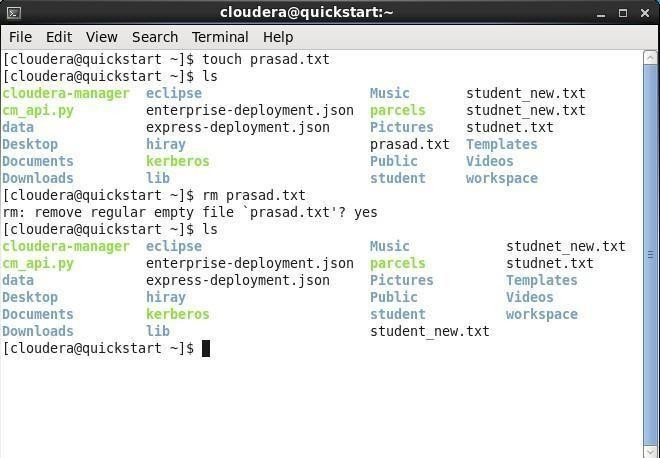 cloudera@quickstart:~
File Edit View Search Terminal Help
[cloudera@quickstart ~]$ touch prasad.txt
[cloudera@quickstart ~]$ ls
cloudera-manager eclipse Music student_new.txt
cm_api.py enterprise-deployment.json parcels studnet_new.txt
data express-deployment.json Pictures studnet.txt
Desktop hiray prasad.txt Templates
Documents kerberos Public Videos
Downloads lib student workspace
[cloudera@quickstart ~]$ rm prasad.txt
rm: remove regular empty file `prasad.txt'? yes
[cloudera@quickstart ~]$ ls
cloudera-manager eclipse Music studnet_new.txt
cm_api.py enterprise-deployment.json parcels studnet.txt
data express-deployment.json Pictures Templates
Desktop hiray Public Videos
Documents kerberos student workspace
Downloads lib student_new.txt
[cloudera@quickstart ~]$